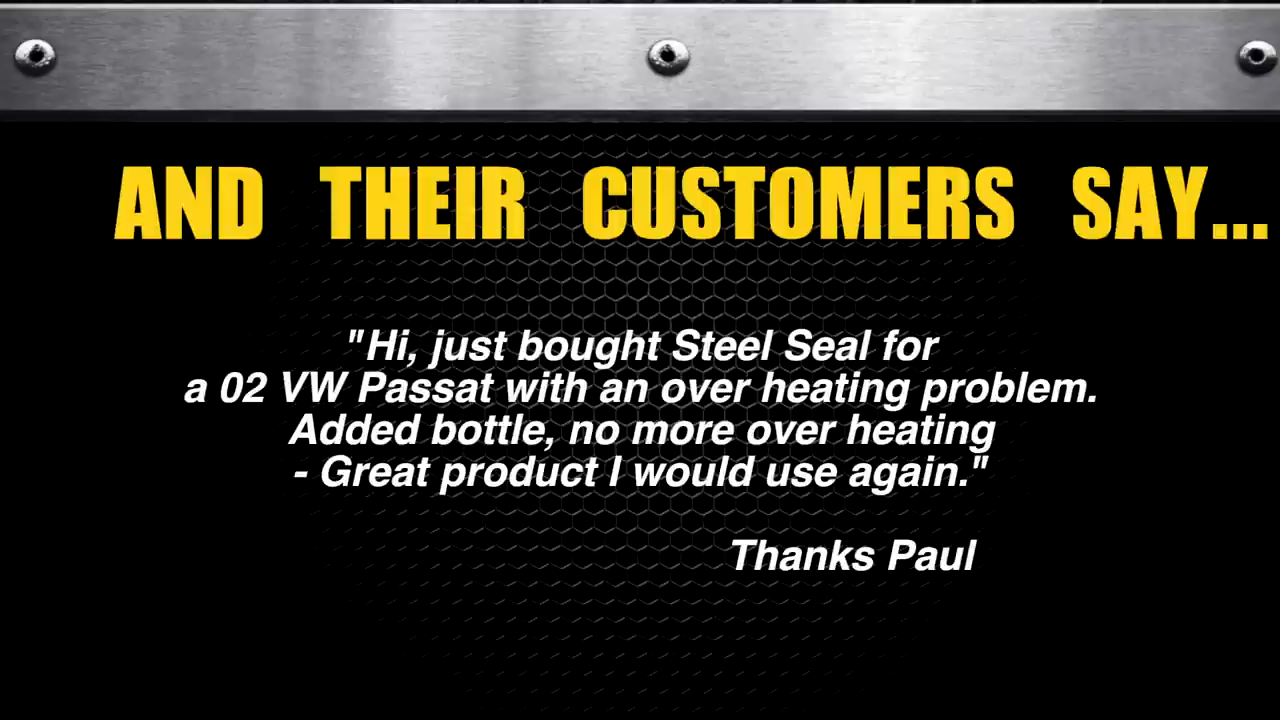 AND THEIR CUSTOMERS SAY...
"Hi, just bought Steel Seal for
a 02 VW Passat with an over heating problem.
Added bottle, no more over heating
- Great product I would use again."
Thanks Paul